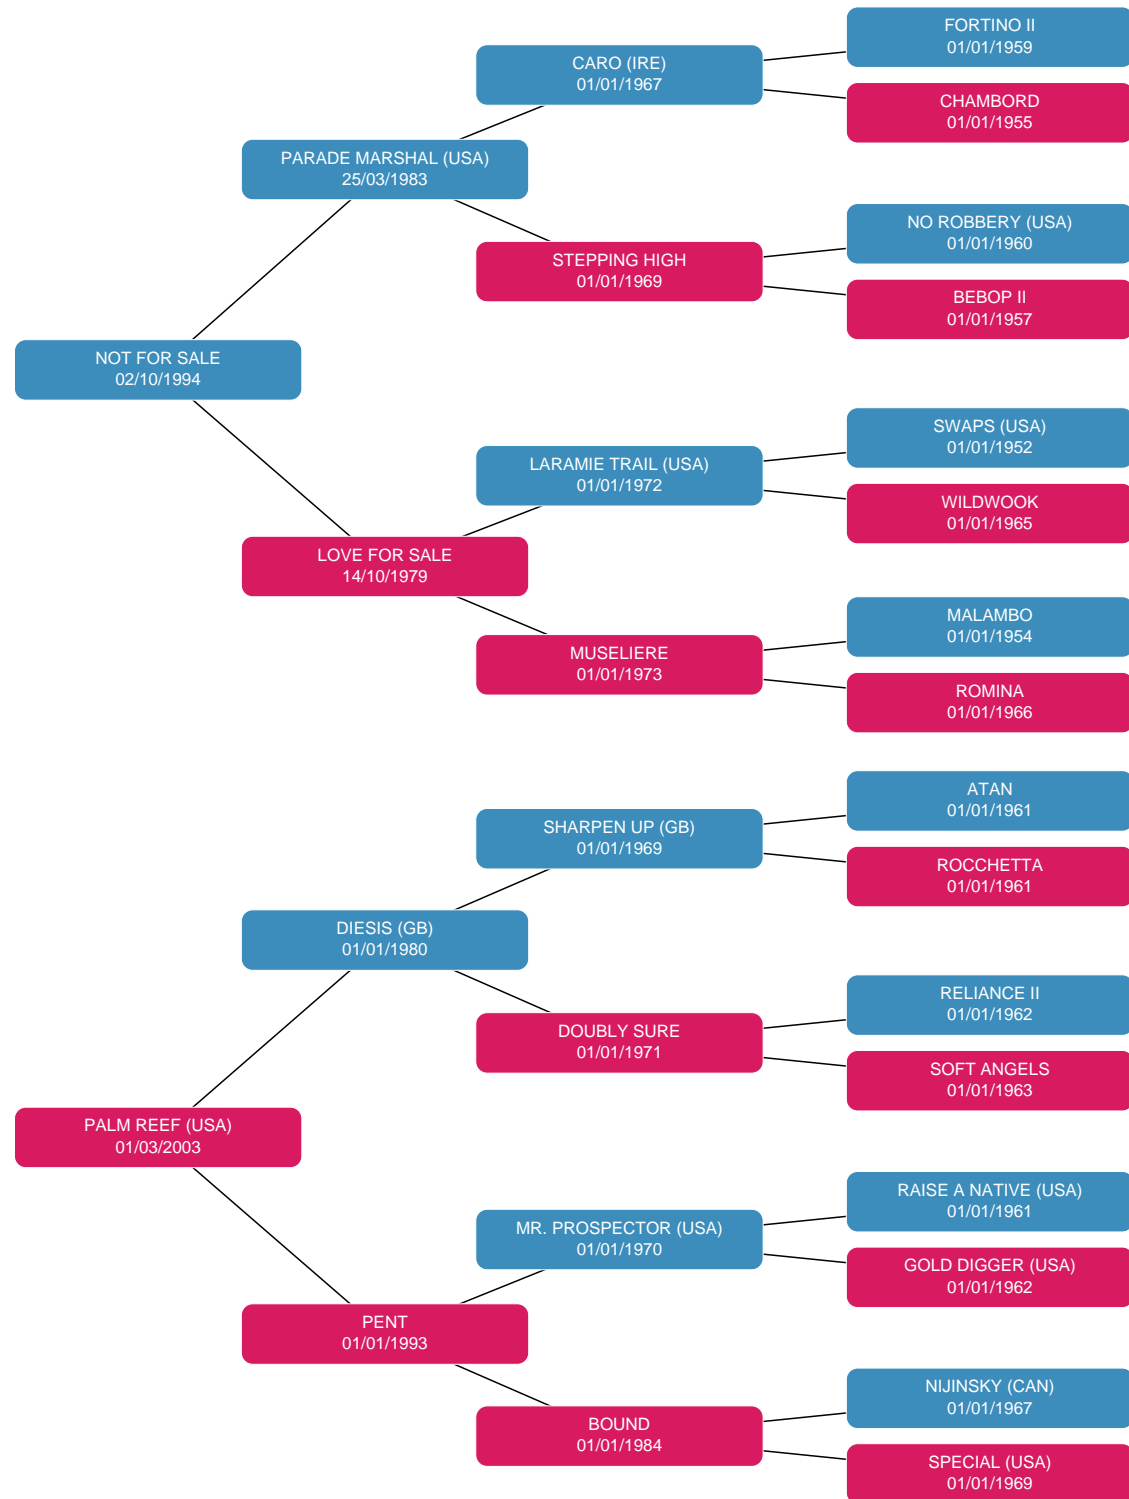 FORTINO II
01/01/1959
CARO (IRE)
01/01/1967
CHAMBORD
01/01/1955
PARADE MARSHAL (USA)
25/03/1983
NO ROBBERY (USA)
01/01/1960
STEPPING HIGH
01/01/1969
BEBOP II
01/01/1957
NOT FOR SALE
02/10/1994
SWAPS (USA)
01/01/1952
LARAMIE TRAIL (USA)
01/01/1972
WILDWOOK
01/01/1965
LOVE FOR SALE
14/10/1979
MALAMBO
01/01/1954
MUSELIERE
01/01/1973
ROMINA
01/01/1966
ATAN
01/01/1961
SHARPEN UP (GB)
01/01/1969
ROCCHETTA
01/01/1961
DIESIS (GB)
01/01/1980
RELIANCE II
01/01/1962
DOUBLY SURE
01/01/1971
SOFT ANGELS
01/01/1963
PALM REEF (USA)
01/03/2003
RAISE A NATIVE (USA)
01/01/1961
MR. PROSPECTOR (USA)
01/01/1970
GOLD DIGGER (USA)
01/01/1962
PENT
01/01/1993
NIJINSKY (CAN)
01/01/1967
BOUND
01/01/1984
SPECIAL (USA)
01/01/1969